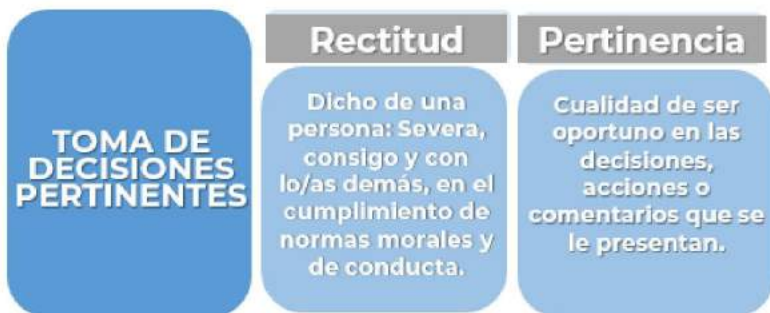 TOMA DE
DECISIONES
PERTINENTES
Rectitud
Dicho de una
persona: Severa,
consigo y con
lo/as demás, en el
cumplimiento de
normas morales y
de conducta.
Pertinencia
Cualidad de ser
oportuno en las
decisiones,
acciones o
comentarios que se
le presentan.